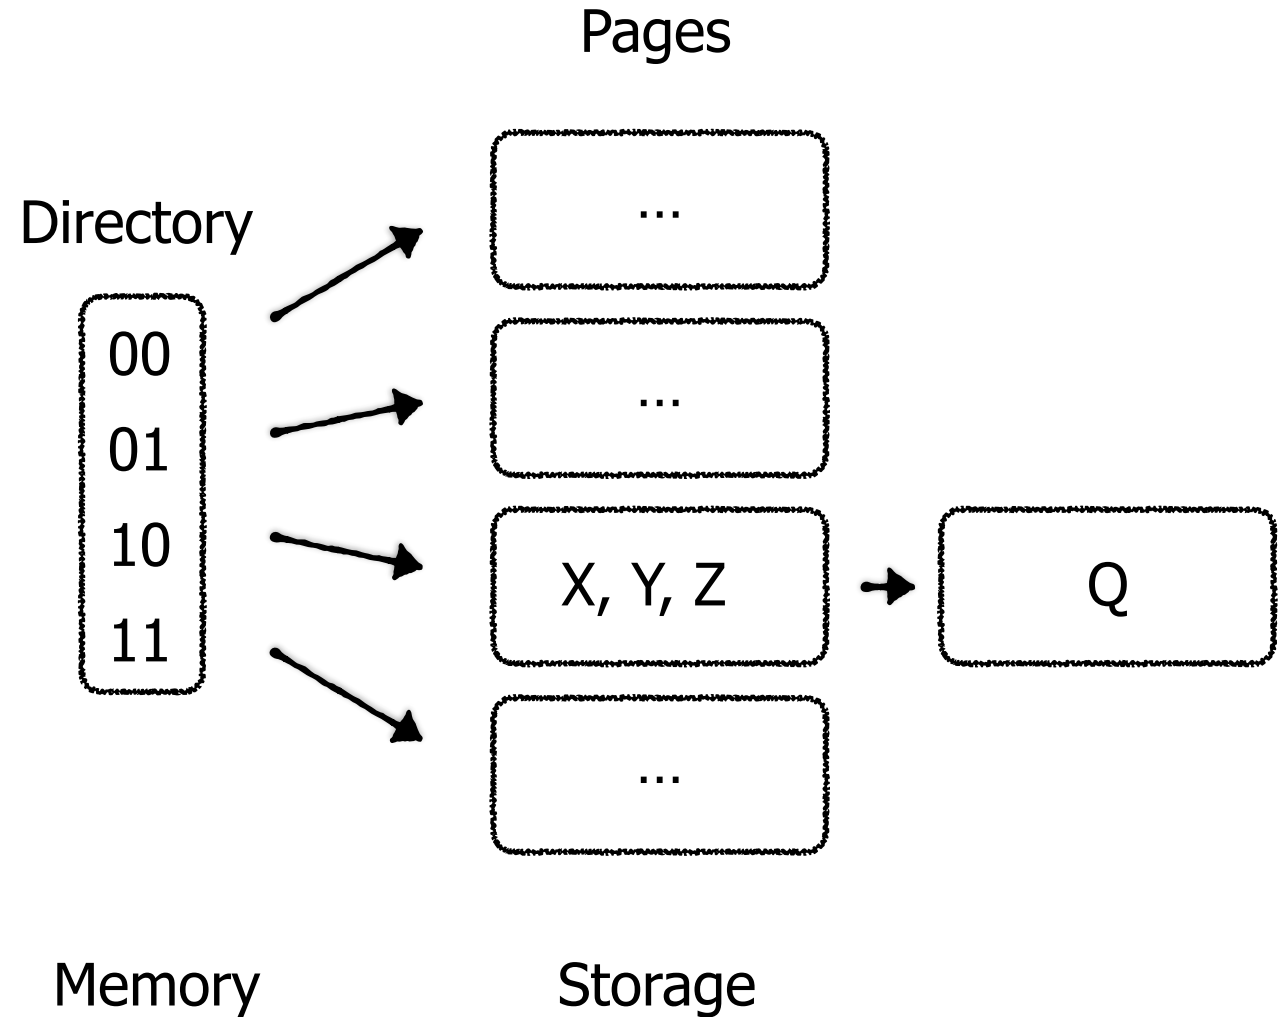 Pages
Directory
...
00
01
...
10
X, Y, Z
Q
11
...
Memory
Storage